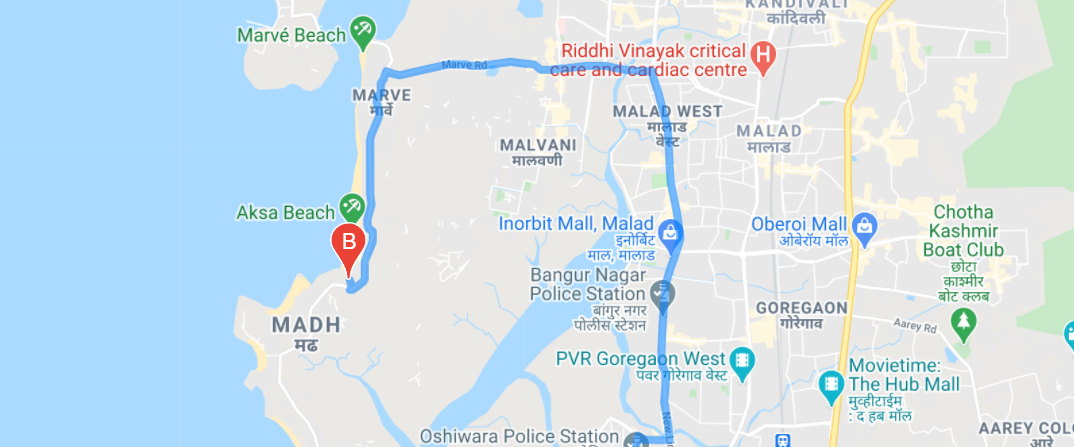 KANDIVALI
कांदिवली
Marvé Beach
Riddhi Vinayak critical
care and cardiac centre
Marve Rd
MARVE
मार्वे
MALAD WEST
मालाड
वेस्ट
MALAD
मालाड
MALVANI
मालवणी
Aksa Beach
B
Inorbit Mall, Malad
इनोर्बिट
माल, मालाड
Oberoi Mall
ओबेरॉय मॉल
Chotha
Kashmir
Boat Club
छोटा
काश्मीर
बोट क्लब
Bangur Nagar
Police Station
बांगुर नगर
पोलीस स्टेशन
GOREGAON
गोरेगाव
Aarey Rd
MADH
मढ
PVR Goregaon West
पवर गोरेगाव वेस्ट
Movietime:
The Hub Mall
मुव्हीटाईम
: द हब मॉल
New
Oshiwara Police Station
AAREY COL
आरे
H